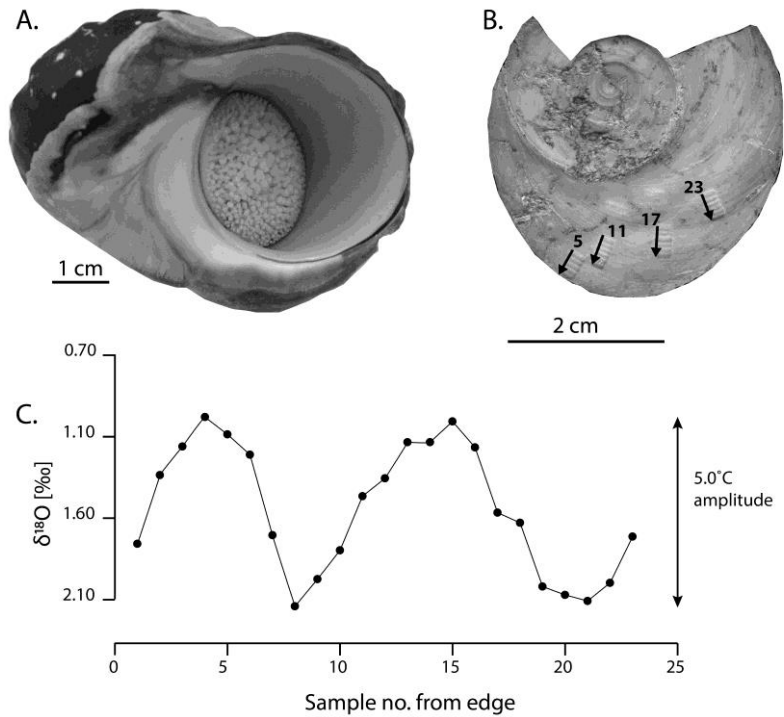 A.
B.
1 cm
5
11
17
23
2 cm
C.
0.70
1.10
1.60
2.10
δ¹⁸O [‰]
5.0˚C
amplitude
0
5
10
15
20
25
Sample no. from edge